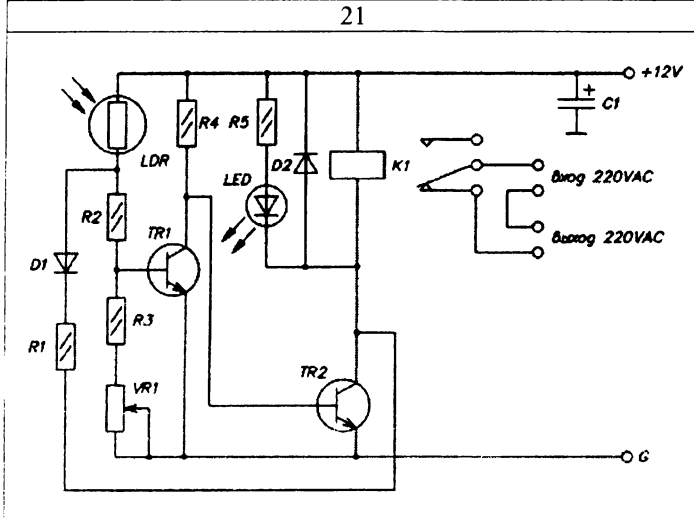 21
+12V
C1
LDR
R4
R5
D2
K1
LED
вход 220VAC
R2
TR1
выход 220VAC
D1
R3
R1
VR1
TR2
G